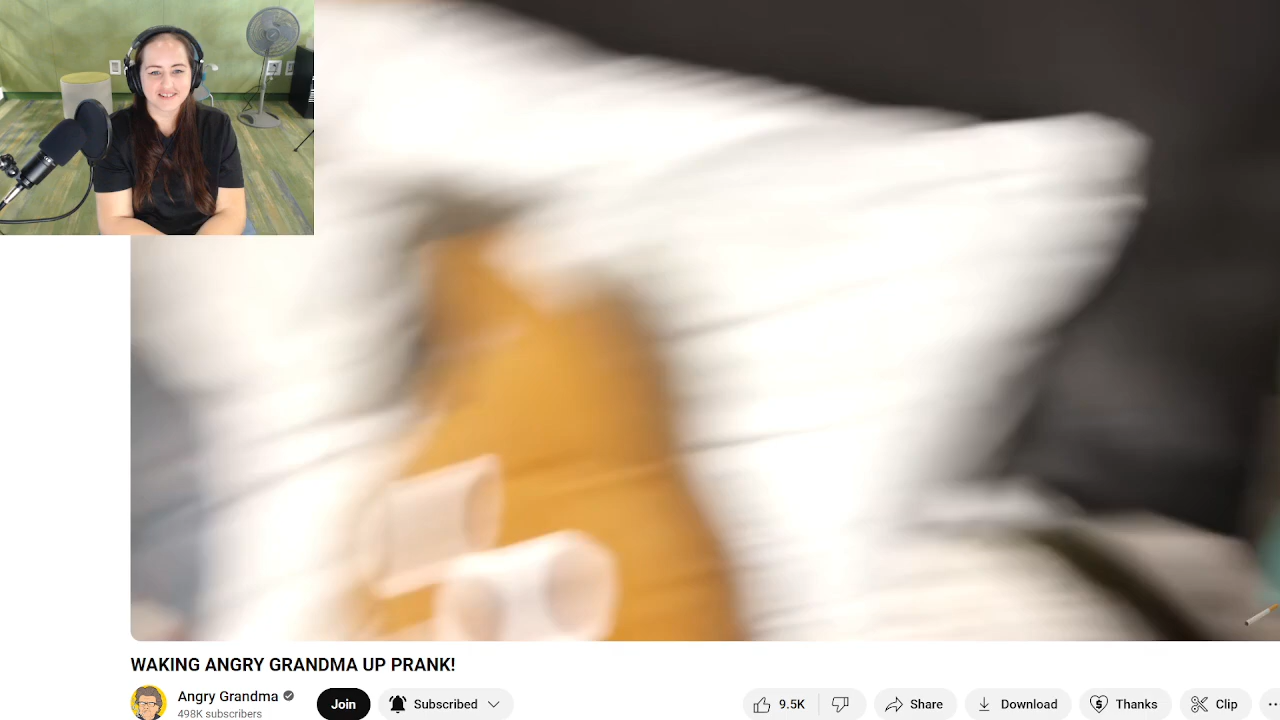 WAKING ANGRY GRANDMA UP PRANK!
Angry Grandma
498K subscribers
Join
Subscribed
9.5K
Share
Download
Thanks
Clip